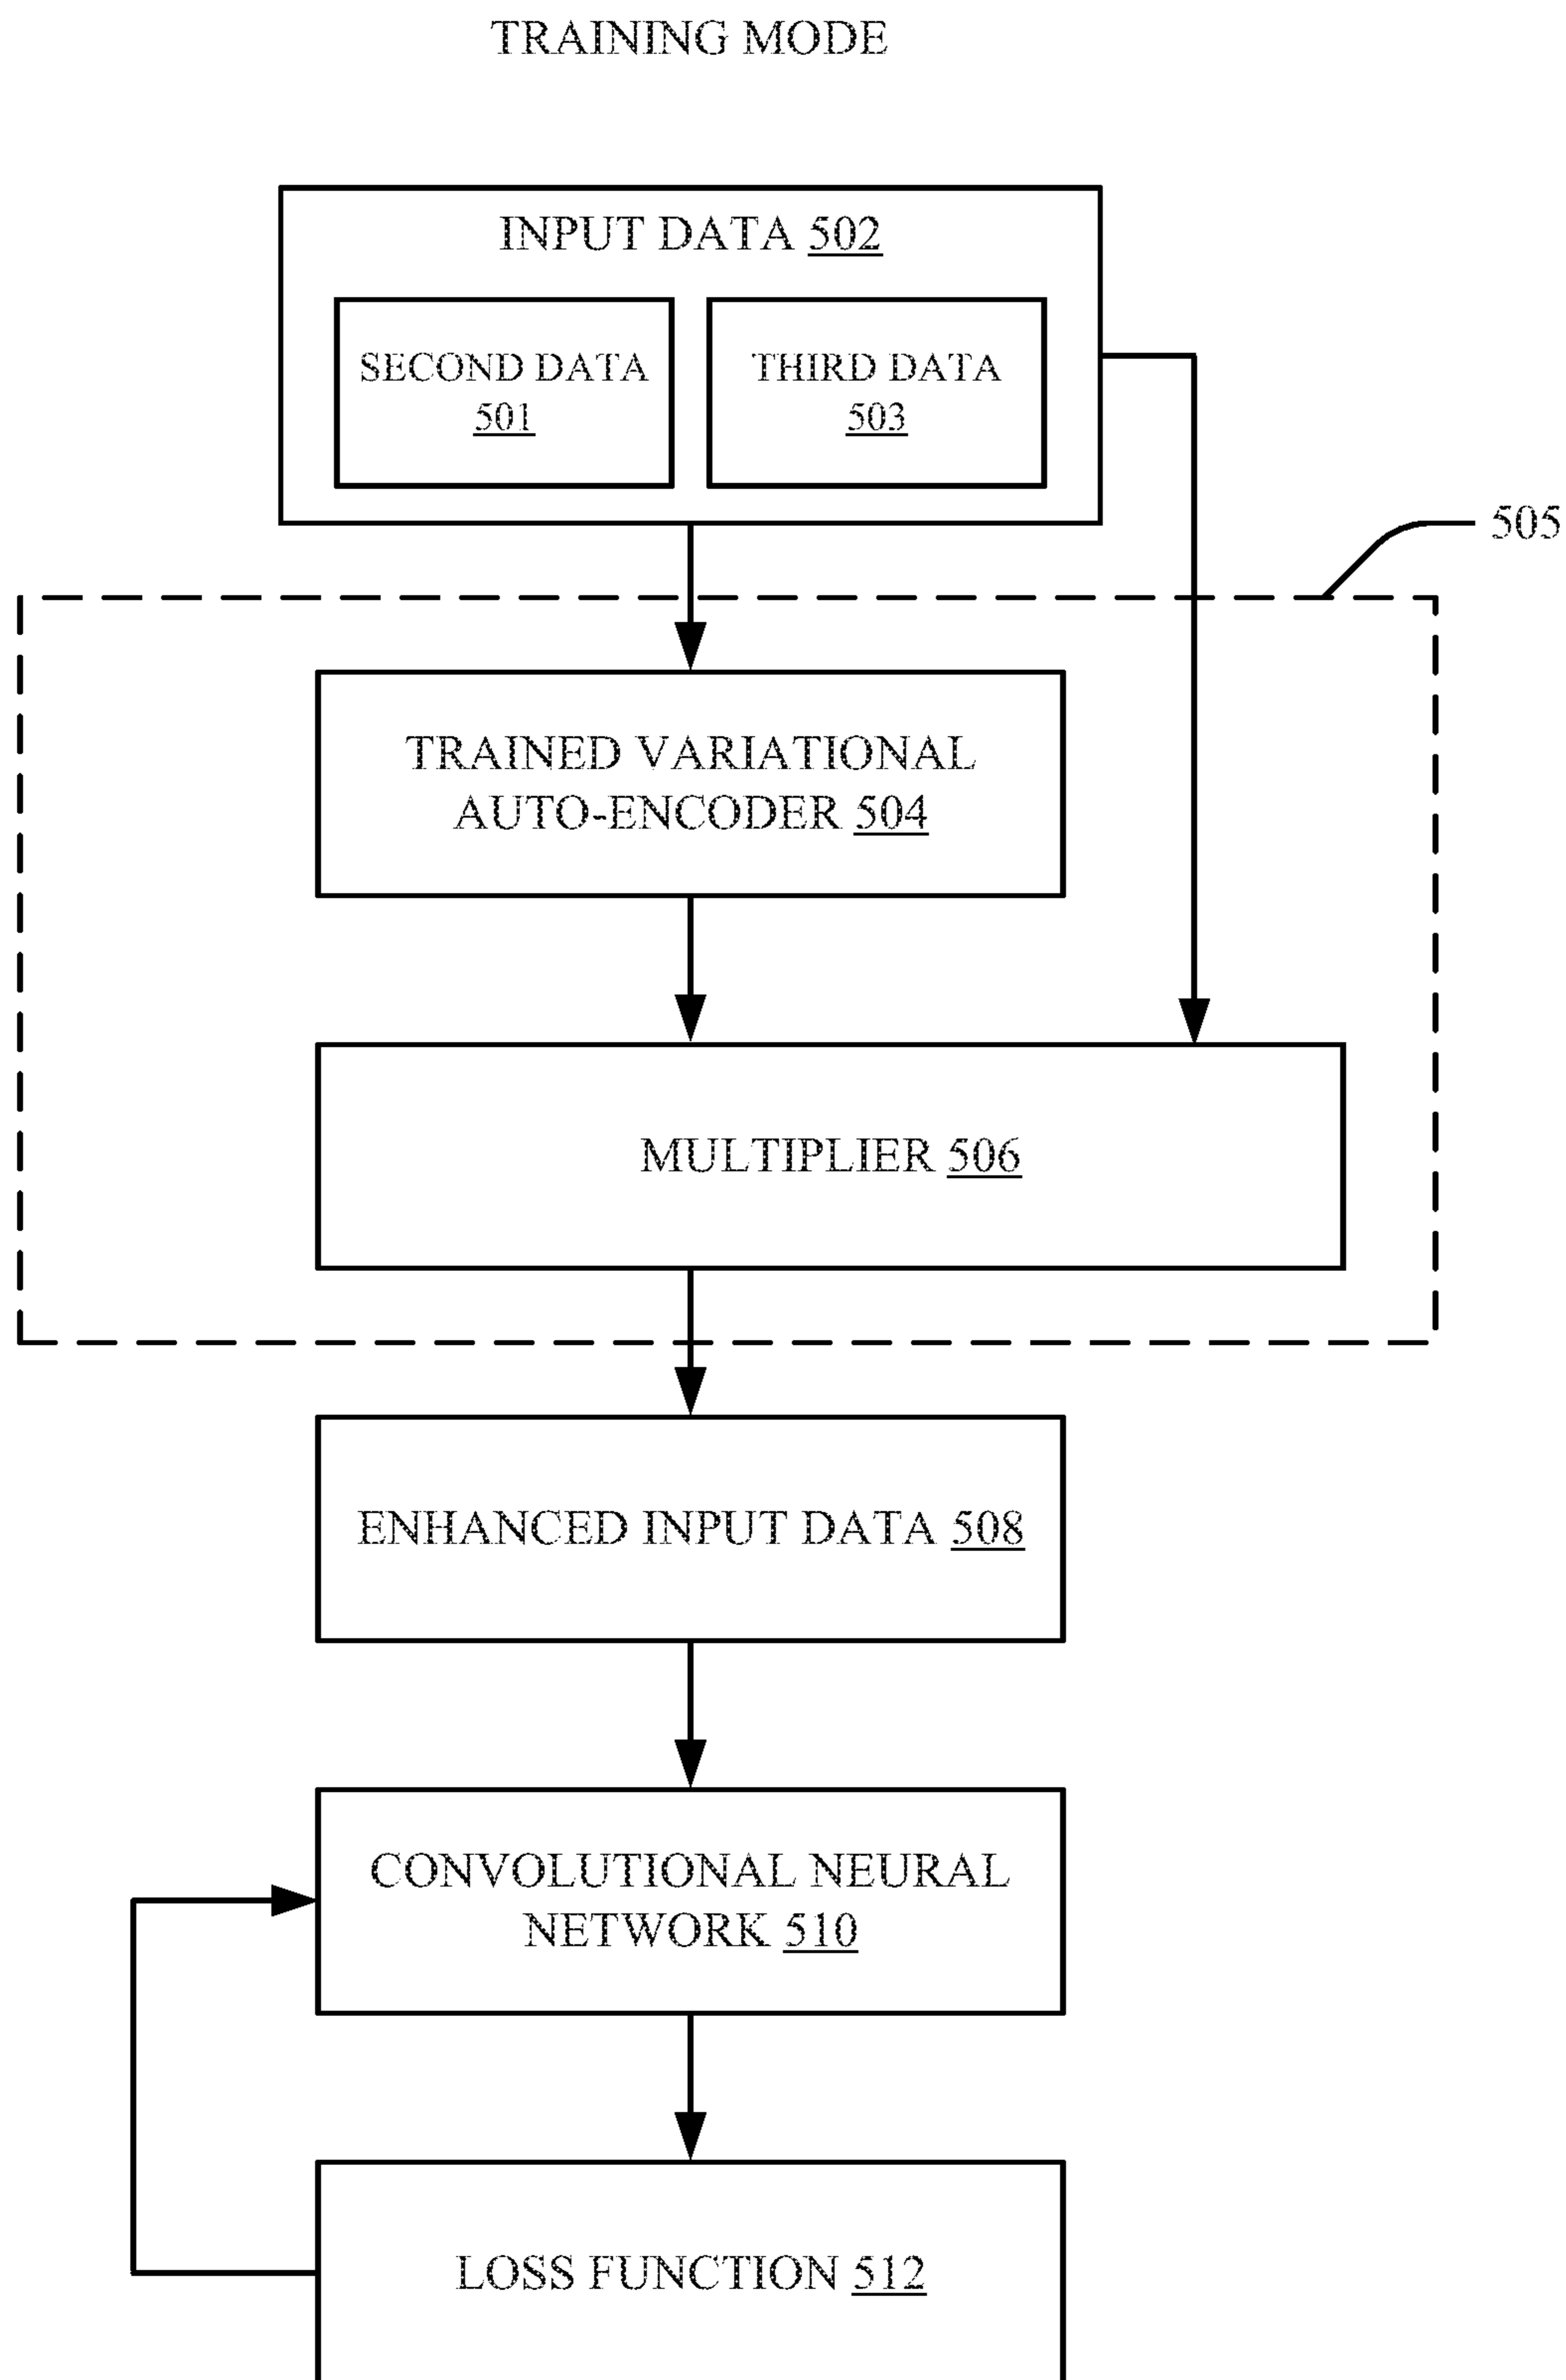 TRAINING MODE
INPUT DATA 502
SECOND DATA
501
THIRD DATA
503
505
TRAINED VARIATIONAL
AUTO-ENCODER 504
MULTIPLIER 506
ENHANCED INPUT DATA 508
CONVOLUTIONAL NEURAL
NETWORK 510
LOSS FUNCTION 512